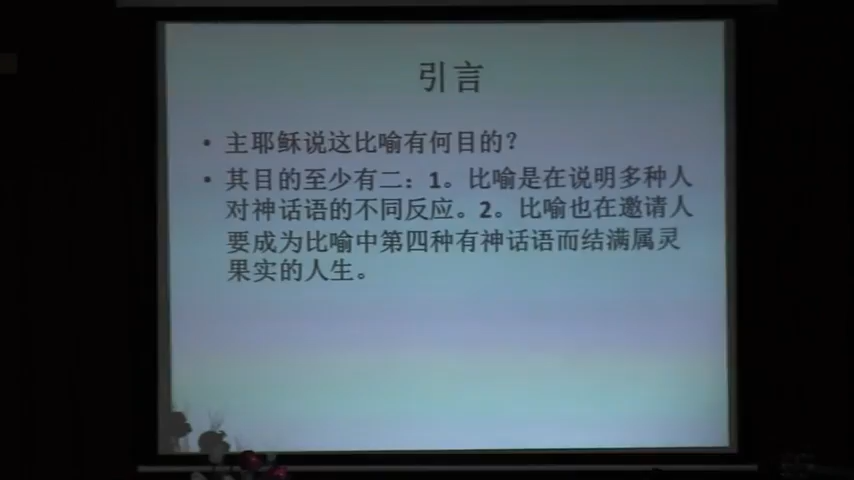 引言
• 主耶稣说这比喻有何目的？
• 其目的至少有二：1。比喻是在说明多种人
对神话语的不同反应。2。比喻也在邀请人
要成为比喻中第四种有神话语而结满属灵
果实的人生。